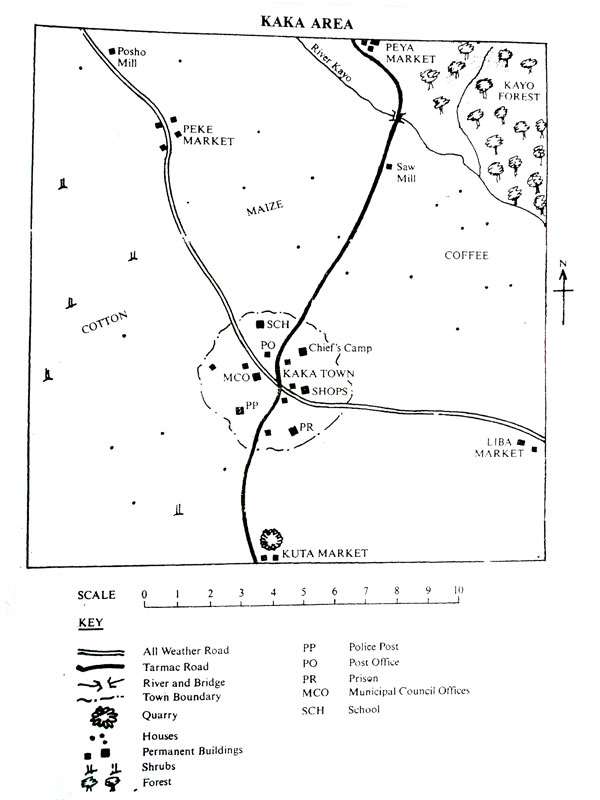 KAKA AREA
Posho
Mill
River Kayo
PEYA
MARKET
KAYO
FOREST
PEKE
MARKET
Saw
Mill
MAIZE
COFFEE
N
COTTON
SCH
PO
Chief's Camp
MCO
KAKA TOWN
SHOPS
PP
PR
LIBA
MARKET
KUTA MARKET
SCALE 0 1 2 3 4 5 6 7 8 9 10
KEY
All Weather Road
Tarmac Road
River and Bridge
Town Boundary
Quarry
Houses
Permanent Buildings
Shrubs
Forest
PP Police Post
PO Post Office
PR Prison
MCO Municipal Council Offices
SCH School